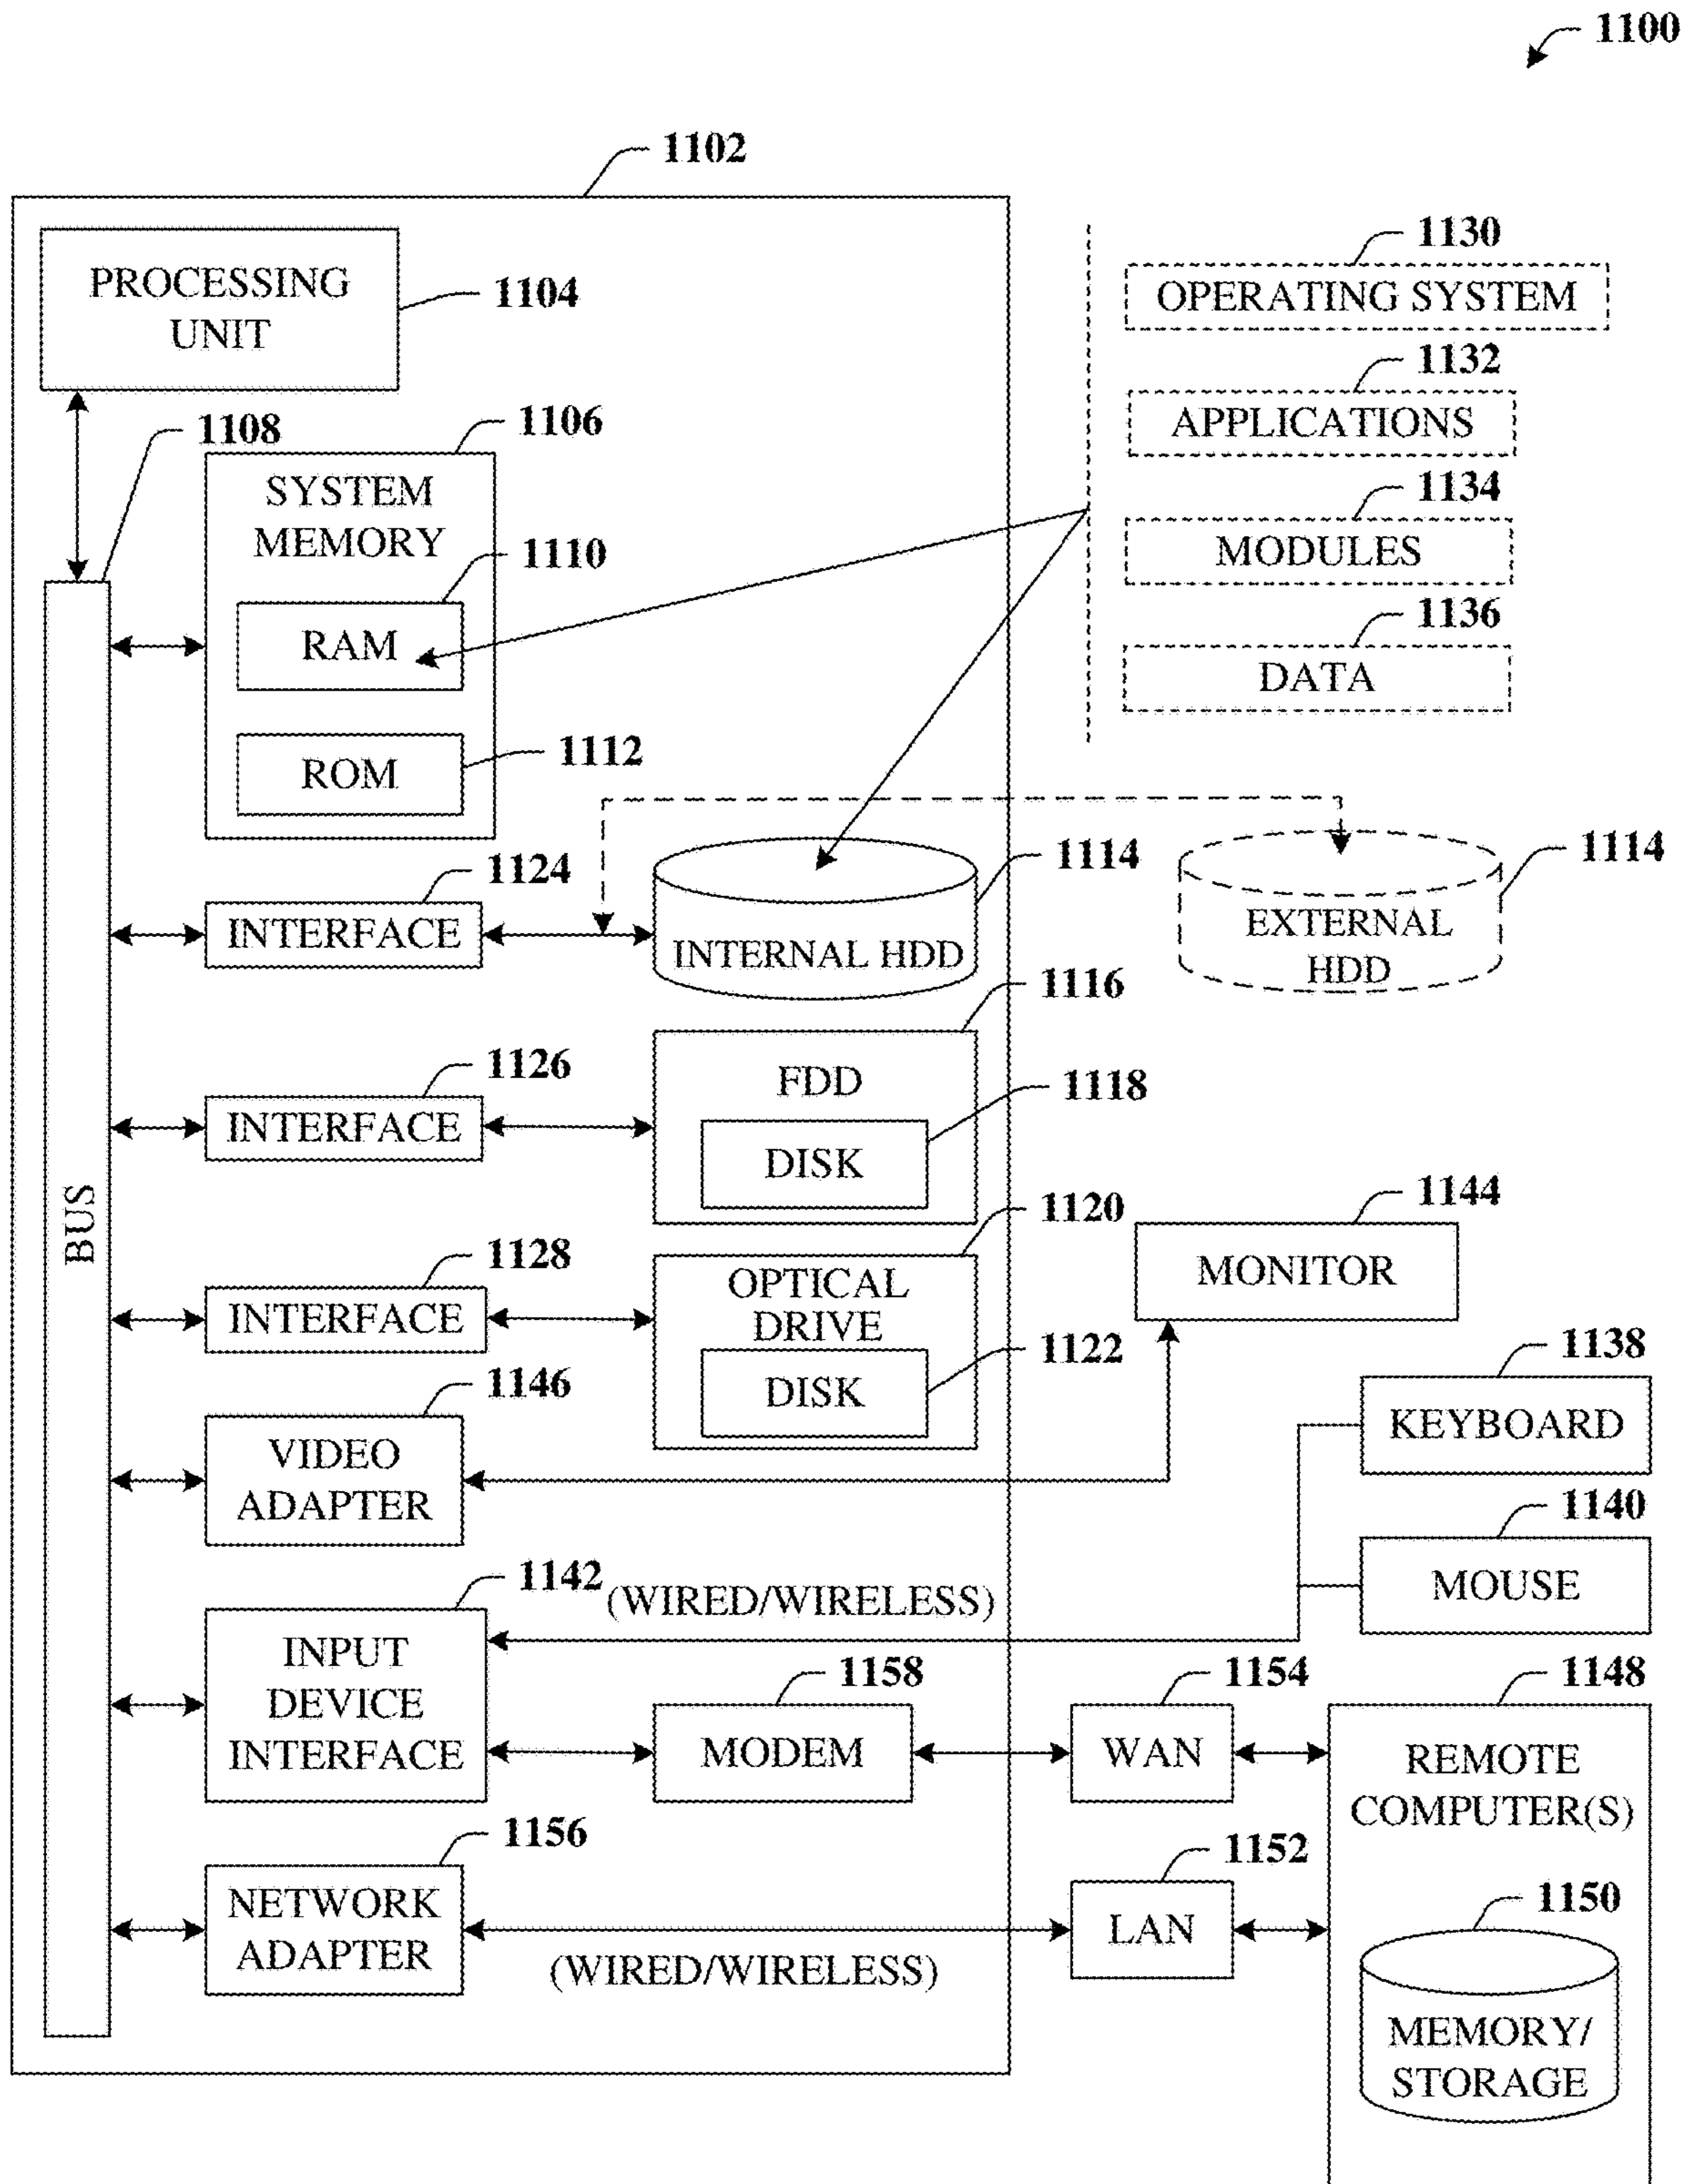 1100
1102
PROCESSING
UNIT
1104
1130
OPERATING SYSTEM
1132
APPLICATIONS
1134
MODULES
1136
DATA
1108
1106
SYSTEM
MEMORY
1110
RAM
1112
ROM
1124
INTERFACE
1114
INTERNAL HDD
1114
EXTERNAL
HDD
1126
INTERFACE
1116
FDD
1118
DISK
BUS
1128
INTERFACE
1120
OPTICAL
DRIVE
1122
DISK
1144
MONITOR
1146
VIDEO
ADAPTER
1138
KEYBOARD
1140
MOUSE
1142
(WIRED/WIRELESS)
INPUT
DEVICE
INTERFACE
1158
MODEM
1154
WAN
1148
REMOTE
COMPUTER(S)
1156
NETWORK
ADAPTER
(WIRED/WIRELESS)
1152
LAN
1150
MEMORY/
STORAGE